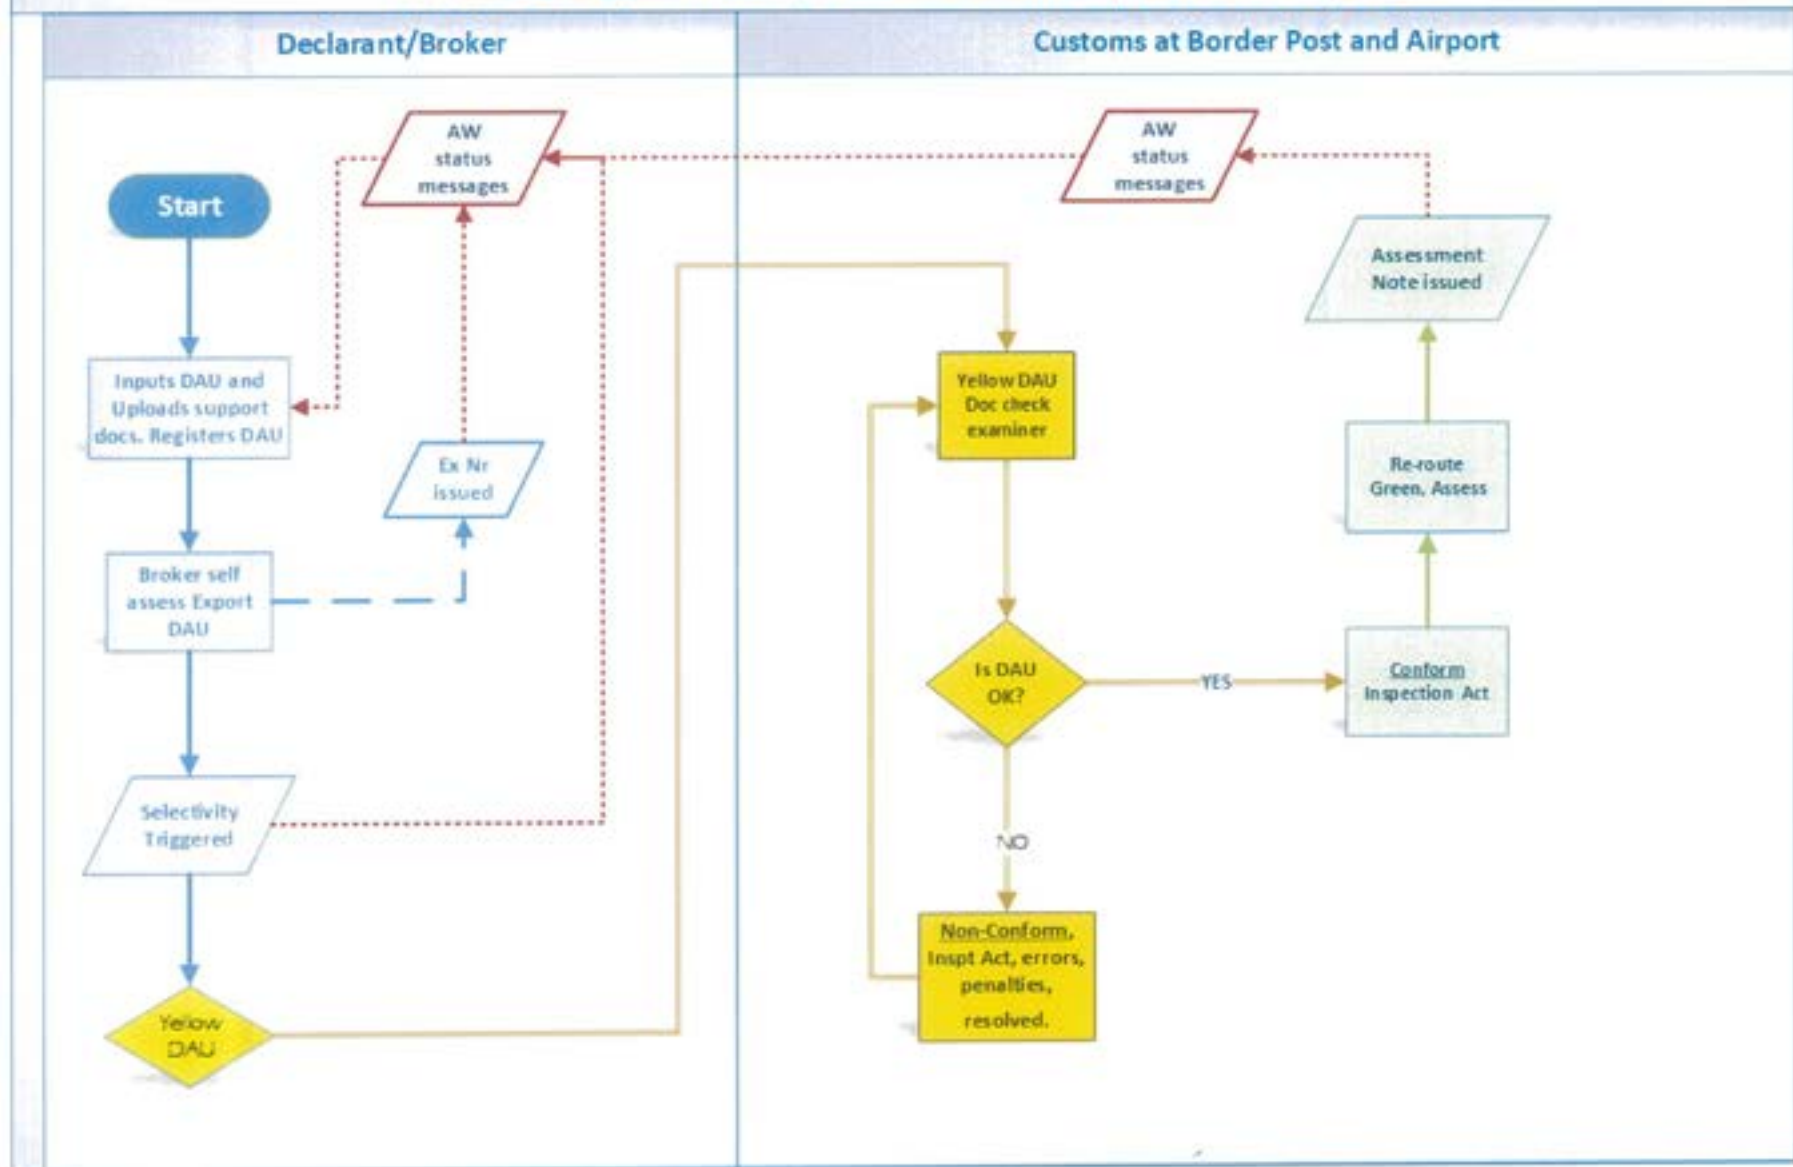 Declarant/Broker
Customs at Border Post and Airport
AW
status
messages
AW
status
messages
Start
Assessment
Note issued
Inputs DAU and
Uploads support
docs. Registers DAU
Yellow DAU
Doc check
examiner
Ex Nr
issued
Re-route
Green, Assess
Broker self
assess Export
DAU
Is DAU
OK?
YES
Conform
Inspection Act
Selectivity
Triggered
NO
Non-Conform,
Inspt Act, errors,
penalties,
resolved.
Yellow
DAU